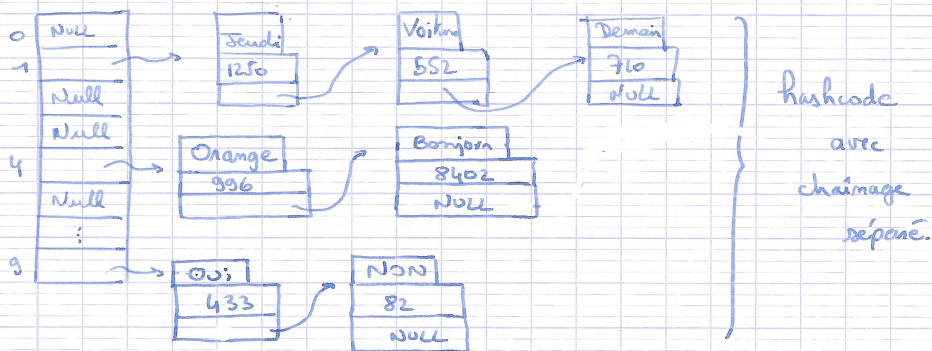 0 NULL
1
Null
Null
4
Null
⋮
9
Jeudi
1250
Voiture
552
Demain
710
NULL
Orange
996
Bonjour
8402
NULL
Oui
433
NON
82
NULL
hashcode
avec
chaînage
séparé.